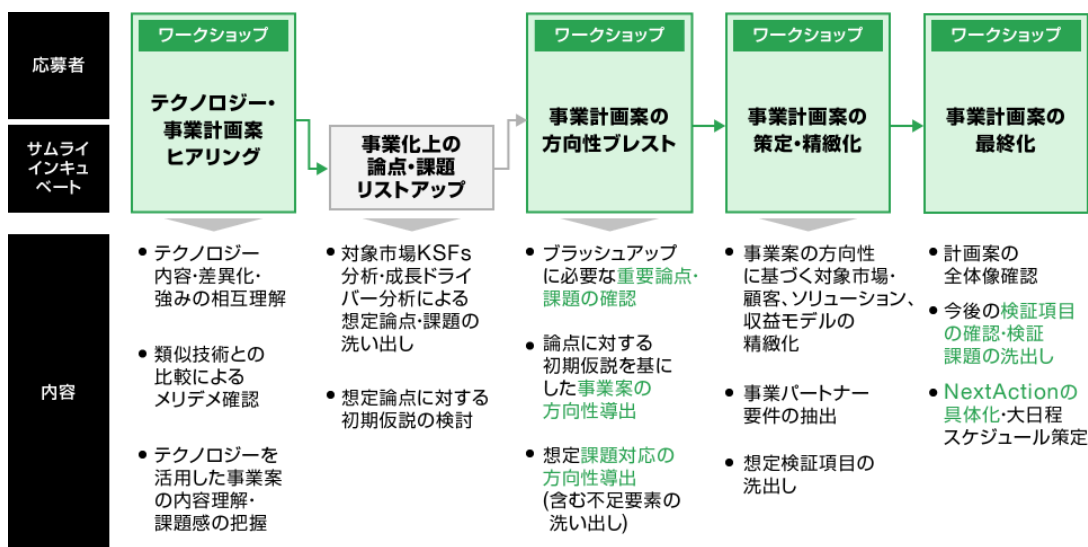 応募者
サムライ
インキュ
ベート
内容
ワークショップ
テクノロジー・
事業計画案
ヒアリング
事業化上の
論点・課題
リストアップ
ワークショップ
事業計画案の
方向性ブレスト
ワークショップ
事業計画案の
策定・精緻化
ワークショップ
事業計画案の
最終化
• テクノロジー
内容・差異化・
強みの相互理解
• 類似技術との
比較による
メリデメ確認
• テクノロジーを
活用した事業案
の内容理解・
課題感の把握
• 対象市場KSFs
分析・成長ドライ
バー分析による
想定論点・課題の
洗い出し
• 想定論点に対する
初期仮説の検討
• ブラッシュアップ
に必要な重要論点・
課題の確認
• 論点に対する
初期仮説を基に
した事業案の
方向性導出
• 想定課題対応の
方向性導出
(含む不足要素の
洗い出し)
• 事業案の方向性
に基づく対象市場・
顧客、ソリューション、
収益モデルの
精緻化
• 事業パートナー
要件の抽出
• 想定検証項目の
洗出し
• 計画案の
全体像確認
• 今後の検証項目
の確認・検証
課題の洗出し
• NextActionの
具体化・大日程
スケジュール策定